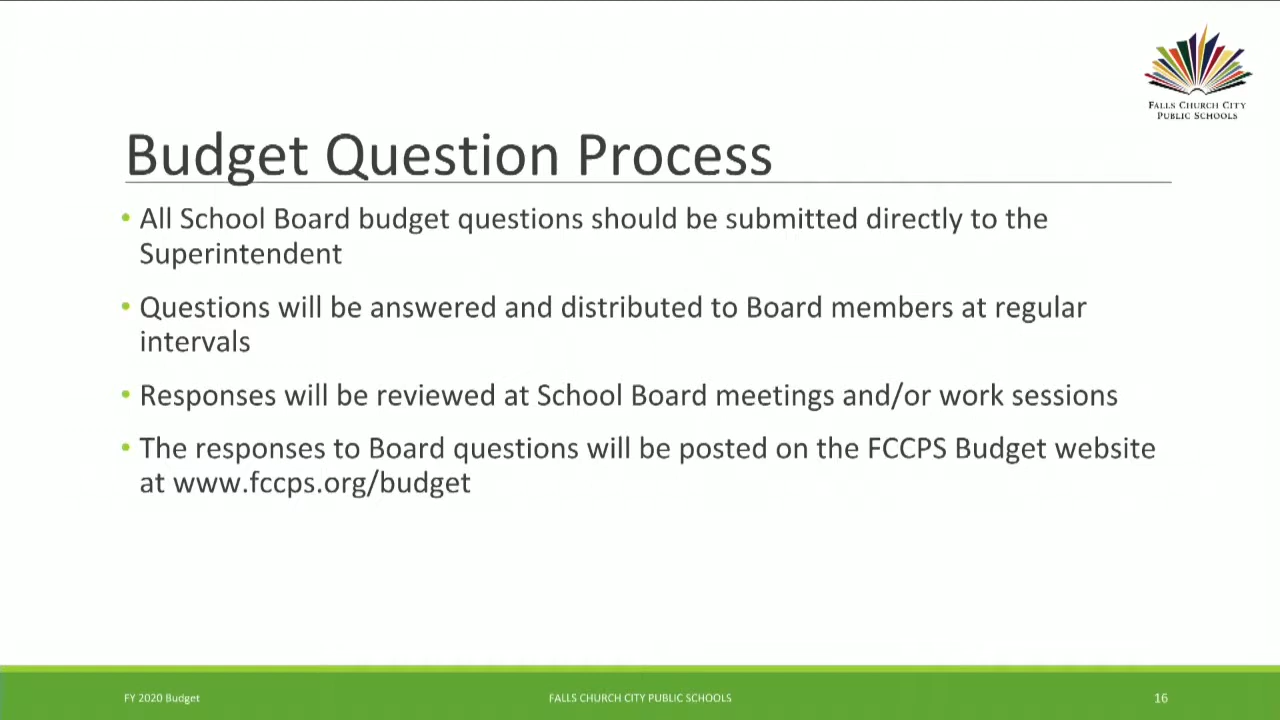 FALLS CHURCH CITY
PUBLIC SCHOOLS
Budget Question Process
• All School Board budget questions should be submitted directly to the
Superintendent
• Questions will be answered and distributed to Board members at regular
intervals
• Responses will be reviewed at School Board meetings and/or work sessions
• The responses to Board questions will be posted on the FCCPS Budget website
at www.fccps.org/budget
FY 2020 Budget
FALLS CHURCH CITY PUBLIC SCHOOLS
16